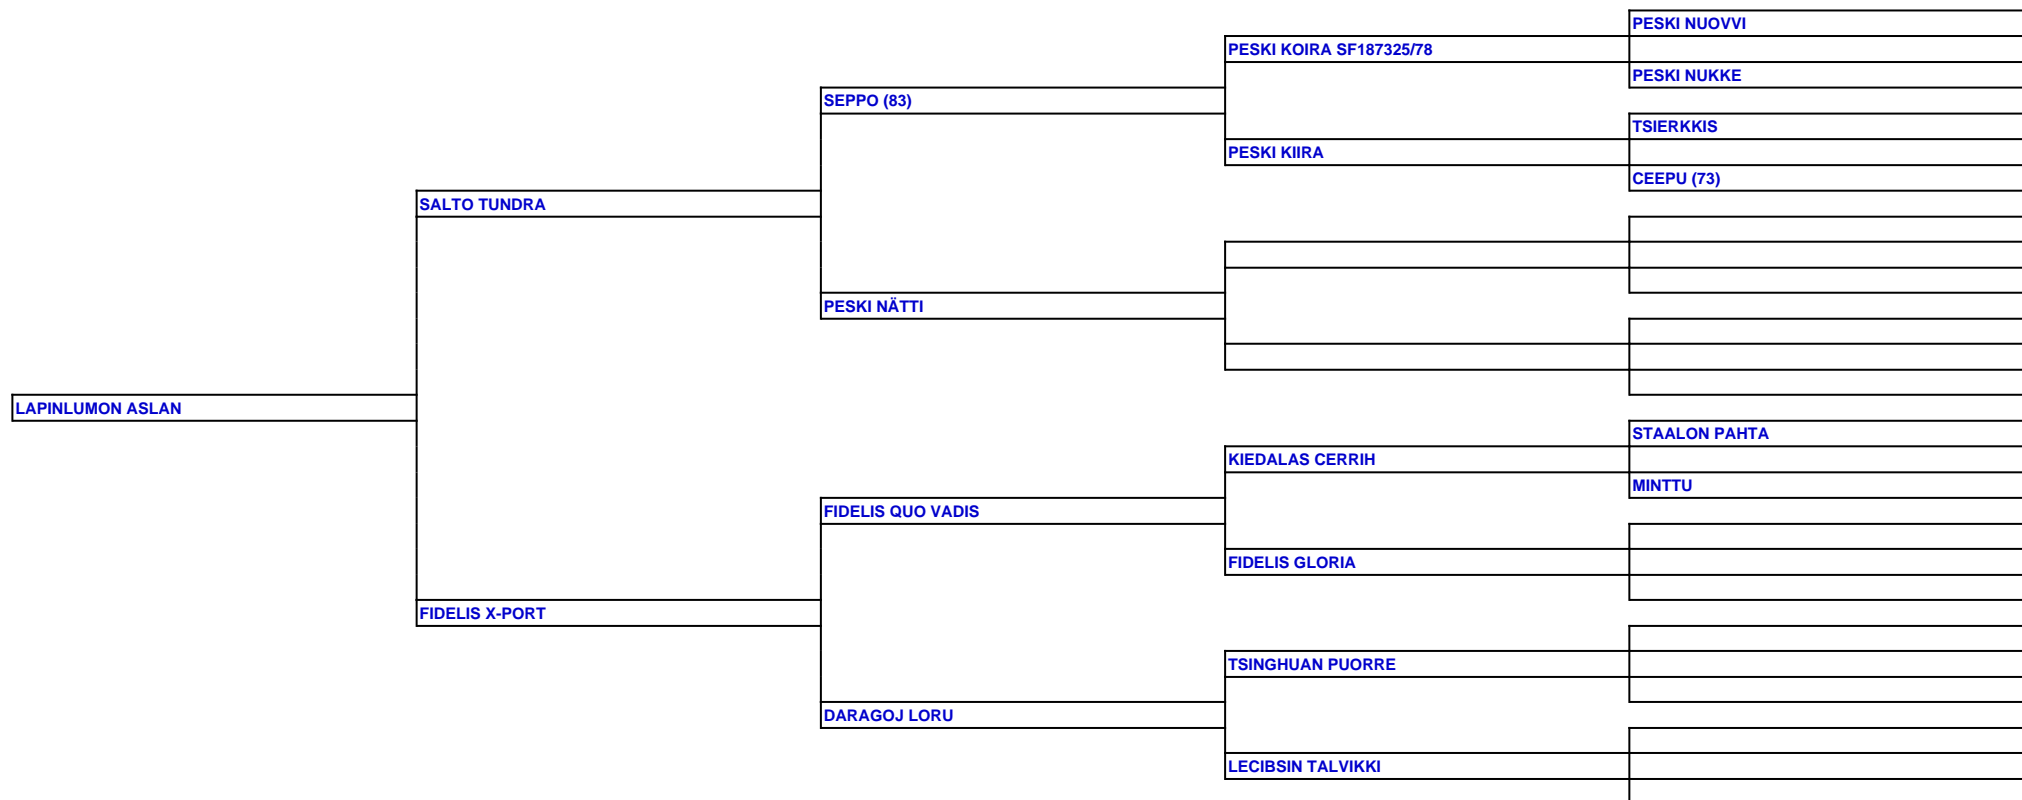 PESKI NUOVVI
PESKI KOIRA SF187325/78
PESKI NUKKE
SEPPO (83)
TSIERKKIS
PESKI KIIRA
CEEPU (73)
SALTO TUNDRA
PESKI NÄTTI
LAPINLUMON ASLAN
STAALON PAHTA
KIEDALAS CERRIH
MINTTU
FIDELIS QUO VADIS
FIDELIS GLORIA
FIDELIS X-PORT
TSINGHUAN PUORRE
DARAGOJ LORU
LECIBSIN TALVIKKI